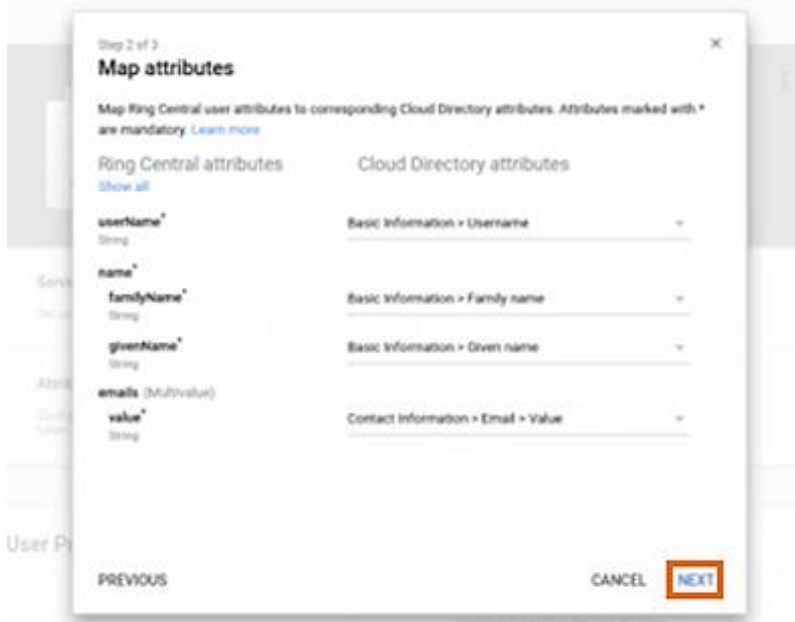 Step 2 of 3
Map attributes
Map Ring Central user attributes to corresponding Cloud Directory attributes. Attributes marked with *
are mandatory. Learn more
Ring Central attributes Cloud Directory attributes
Show all
userName* Basic Information > Username
String
name*
familyName* Basic Information > Family name
String
givenName* Basic Information > Given name
String
emails (Multivalue)
value* Contact Information > Email > Value
String
User P
PREVIOUS CANCEL NEXT